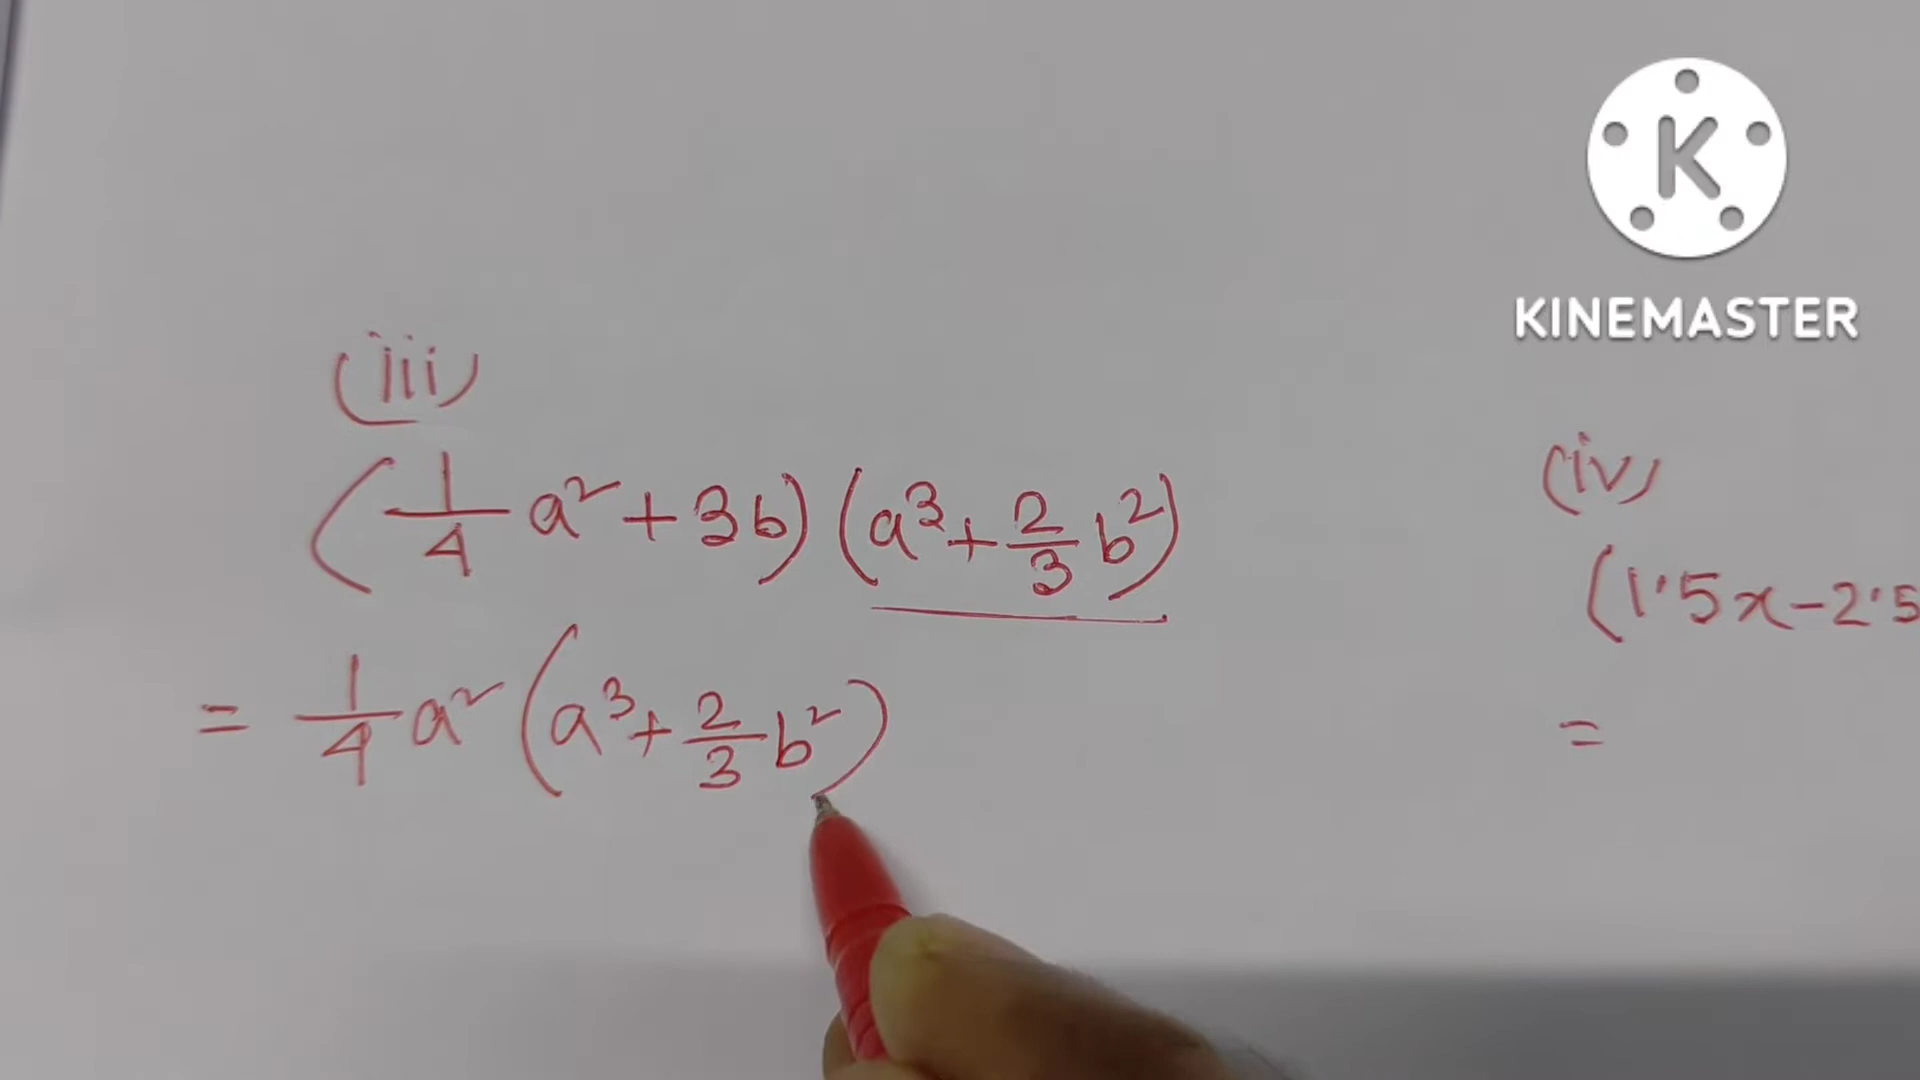 KINEMASTER
(iii)
(1/4 a² + 3b) (a³ + 2/3 b²)
= 1/4 a² (a³ + 2/3 b²)
(iv)
(1.5x - 2.5
=